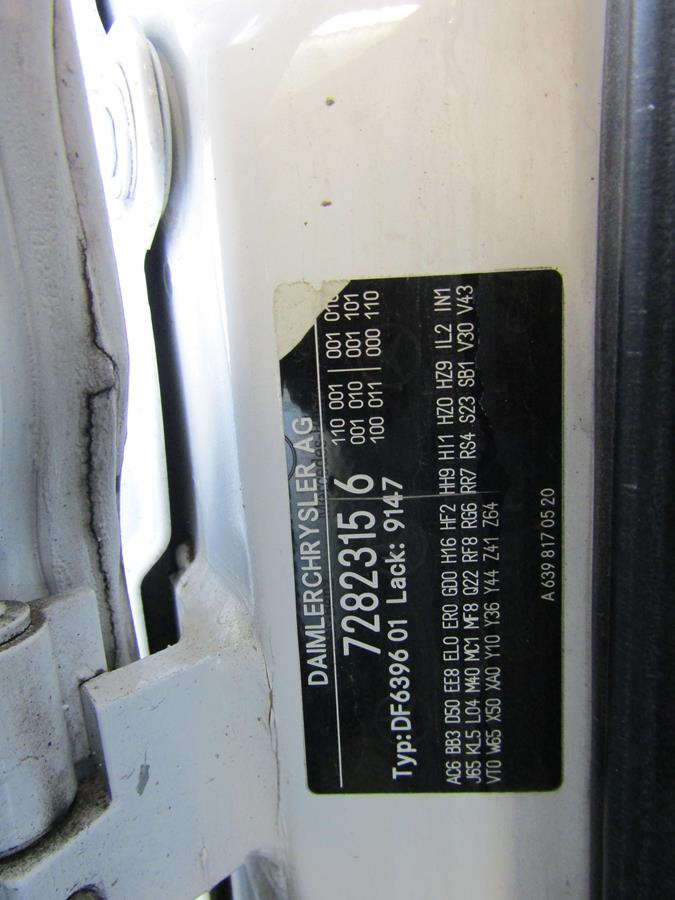 DAIMLERCHRYSLER AG
7282315 6
110 001 001 010
001 010 001 101
100 011 000 110
Typ:DF6396 01 Lack: 9147
AC6 BB3 D50 EE8 EL0 ER0 GD0 H16 HF2 HH9 HI1 HZ0 HZ9 IL2 IN1
J65 KL5 L04 M40 MC1 MF8 Q22 RF8 RG6 RR7 RS4 S23 SB1 V30 V43
VT0 W65 X50 XA0 Y10 Y36 Y44 Z41 Z64
A 639 817 05 20